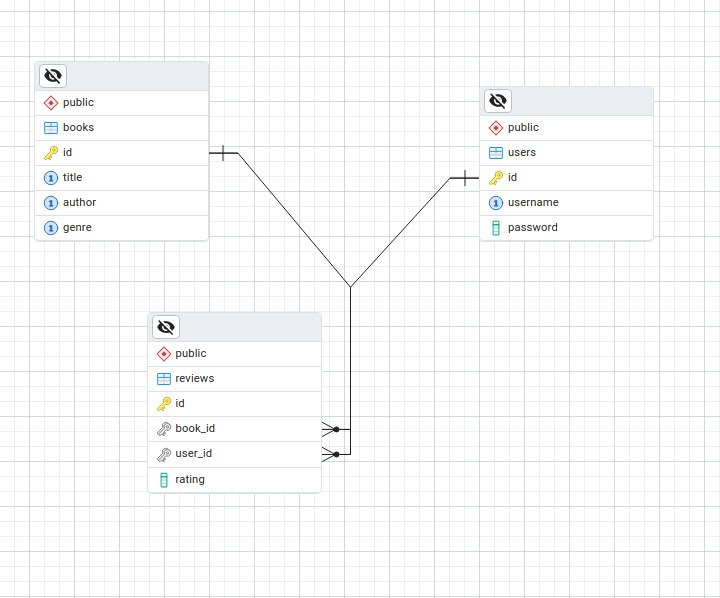 public
books
id
title
author
genre
public
users
id
username
password
public
reviews
id
book_id
user_id
rating